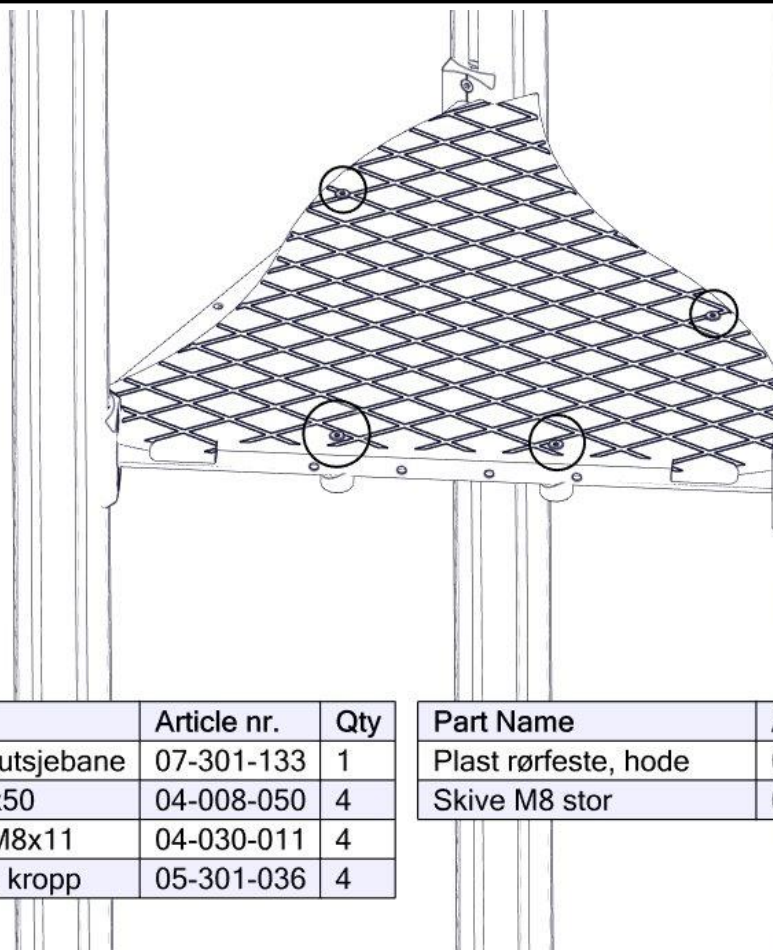 Article nr. Qty
utsjebane 07-301-133 1
x50 04-008-050 4
M8x11 04-030-011 4
kropp 05-301-036 4
Part Name
Plast rørfeste, hode
Skive M8 stor